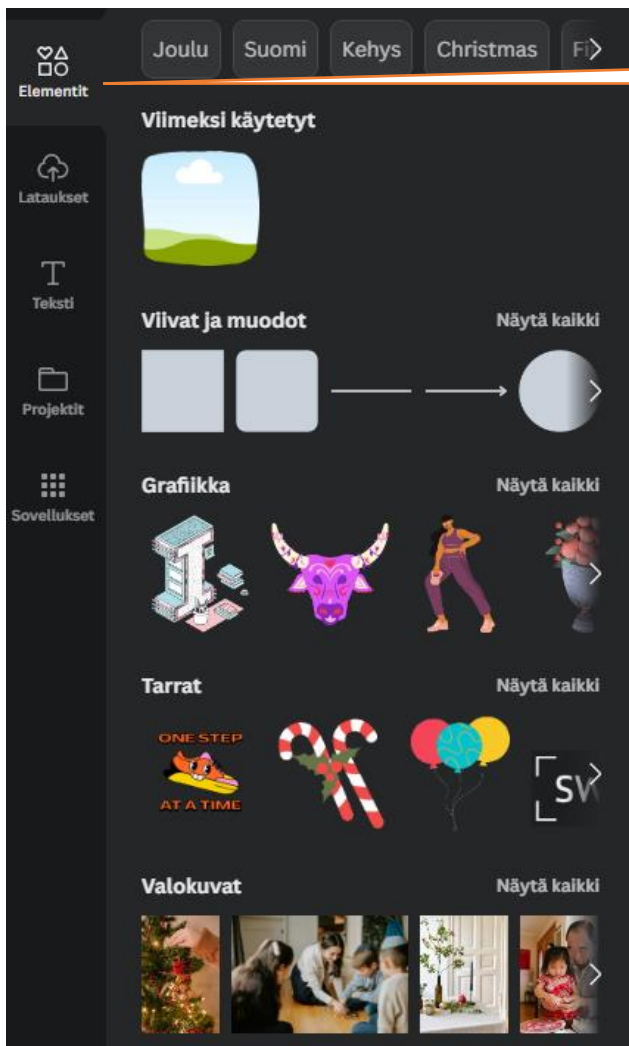 Elementit
Lataukset
Teksti
Projektit
Sovellukset
Joulu Suomi Kehys Christmas
Viimeksi käytetyt
Viivat ja muodot Näytä kaikki
Grafiikka Näytä kaikki
Tarrat Näytä kaikki
ONE STEP
AT A TIME
Valokuvat Näytä kaikki